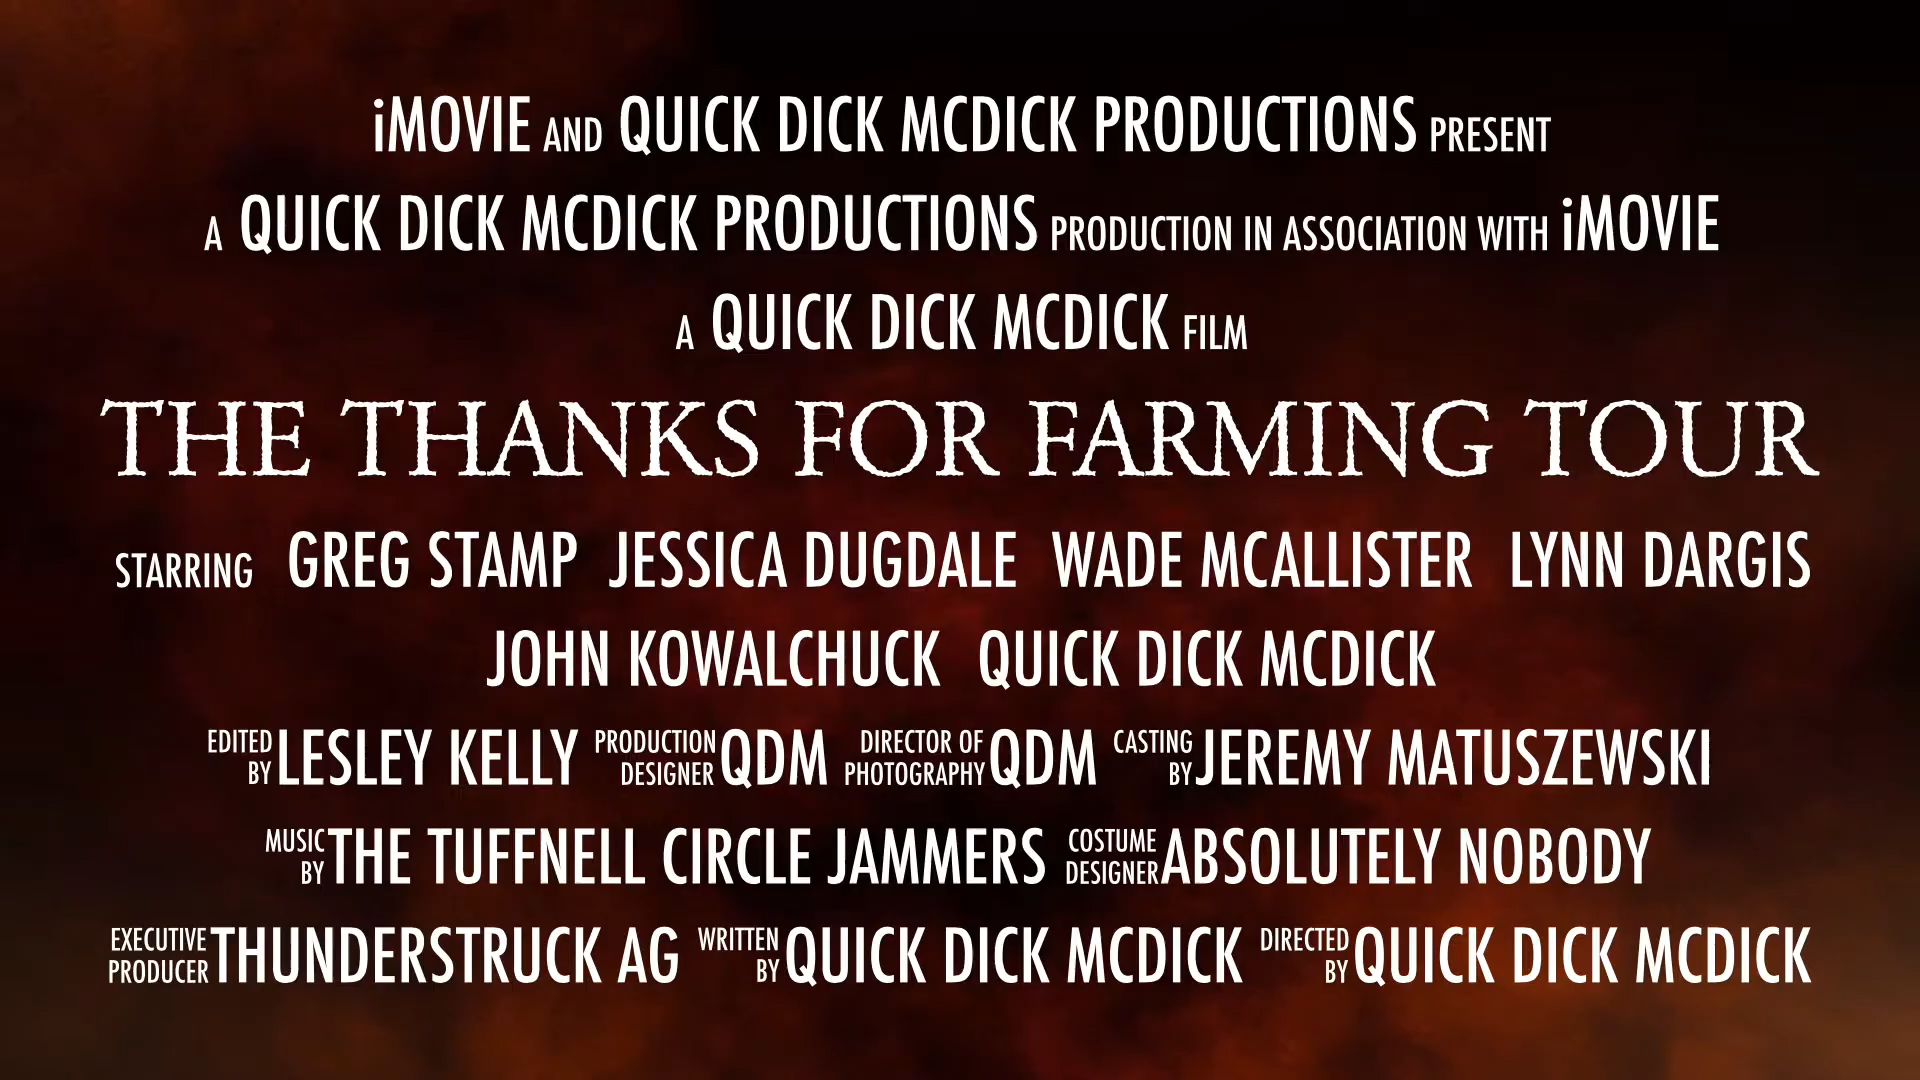 iMOVIE AND QUICK DICK MCDICK PRODUCTIONS PRESENT
A QUICK DICK MCDICK PRODUCTIONS PRODUCTION IN ASSOCIATION WITH iMOVIE
A QUICK DICK MCDICK FILM
THE THANKS FOR FARMING TOUR
STARRING GREG STAMP JESSICA DUGDALE WADE MCALLISTER LYNN DARGIS
JOHN KOWALCHUCK QUICK DICK MCDICK
EDITED BY LESLEY KELLY PRODUCTION DESIGNER QDM DIRECTOR OF PHOTOGRAPHY QDM CASTING BY JEREMY MATUSZEWSKI
MUSIC BY THE TUFFNELL CIRCLE JAMMERS COSTUME DESIGNER ABSOLUTELY NOBODY
EXECUTIVE PRODUCER THUNDERSTRUCK AG WRITTEN BY QUICK DICK MCDICK DIRECTED BY QUICK DICK MCDICK